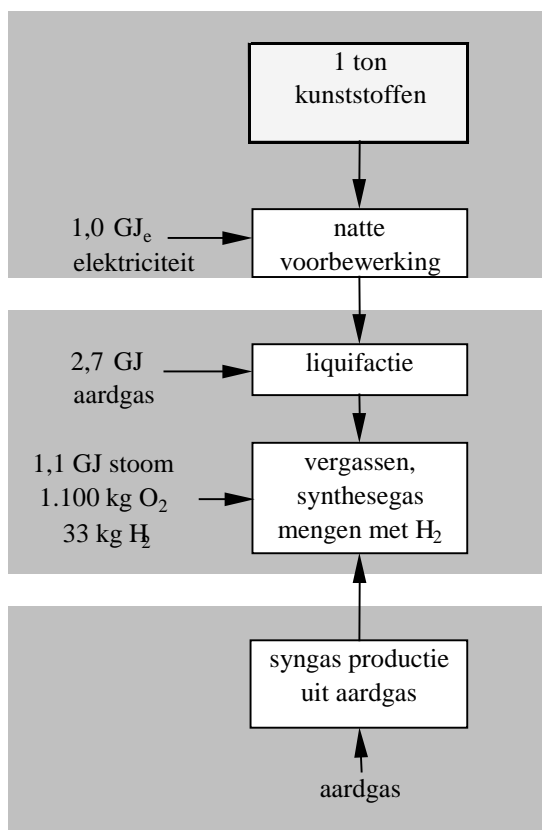 1 ton
kunststoffen
1,0 GJₑ
elektriciteit
natte
voorbewerking
2,7 GJ
aardgas
liquifactie
1,1 GJ stoom
1.100 kg O₂
33 kg H₂
vergassen,
synthesegas
mengen met H₂
syngas productie
uit aardgas
aardgas